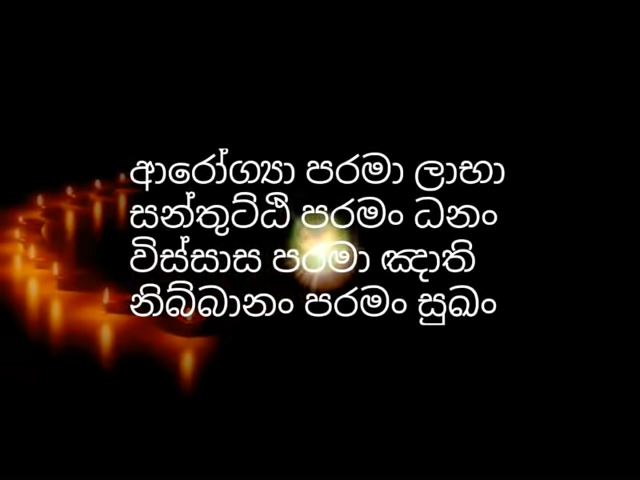 ආරෝග්‍යා පරමා ලාභා
සන්තුට්ඨි පරමං ධනං
විස්සාස පරමා ඤාති
නිබ්බානං පරමං සුඛං